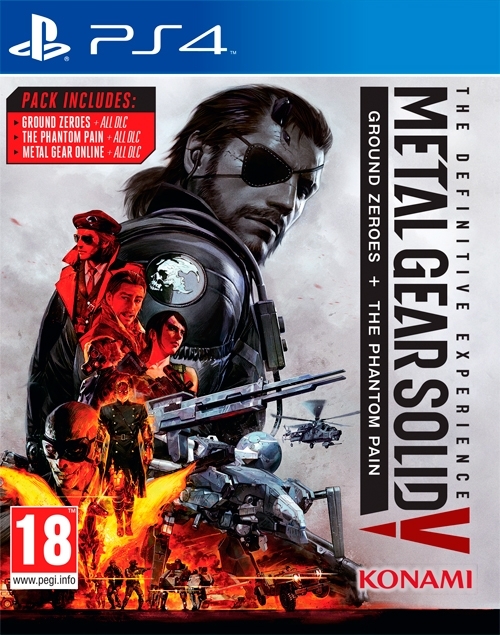 PS4™
PACK INCLUDES:
GROUND ZEROES + ALL DLC
THE PHANTOM PAIN + ALL DLC
METAL GEAR ONLINE + ALL DLC
THE DEFINITIVE EXPERIENCE
METAL GEAR SOLID V
GROUND ZEROES + THE PHANTOM PAIN
18
www.pegi.info
KONAMI